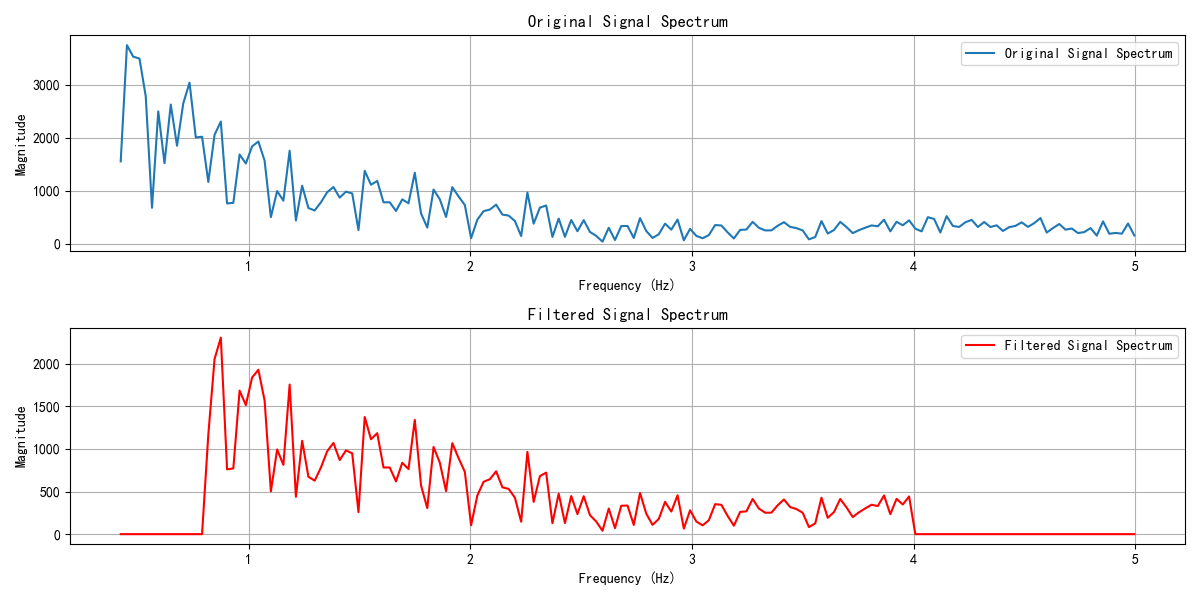 Original Signal Spectrum
Original Signal Spectrum
Magnitude
3000
2000
1000
0
1 2 3 4 5
Frequency (Hz)
Filtered Signal Spectrum
Filtered Signal Spectrum
Magnitude
2000
1500
1000
500
0
1 2 3 4 5
Frequency (Hz)